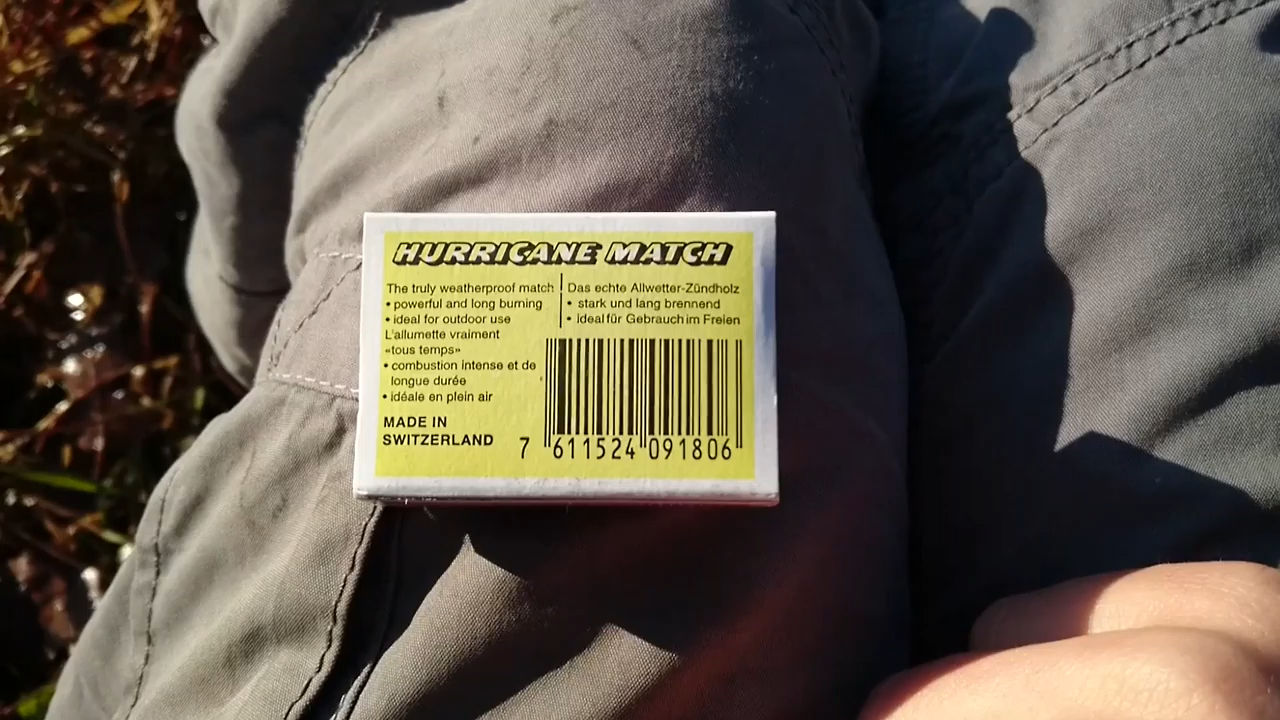 HURRICANE MATCH
The truly weatherproof match
• powerful and long burning
• ideal for outdoor use
L'allumette vraiment
«tous temps»
• combustion intense et de
longue durée
• idéale en plein air
MADE IN
SWITZERLAND
Das echte Allwetter-Zündholz
• stark und lang brennend
• ideal für Gebrauch im Freien
7 611524 091806